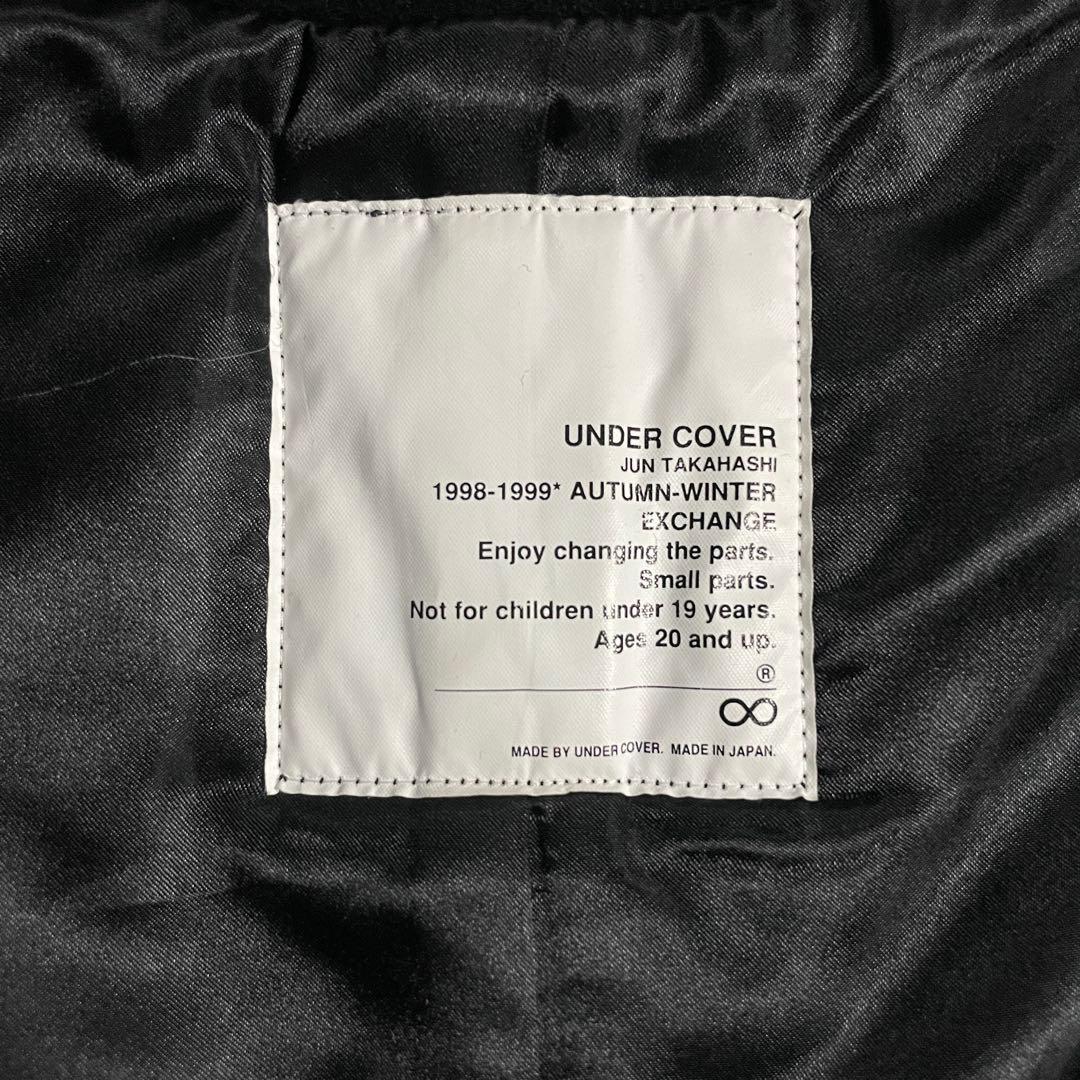 UNDER COVER
JUN TAKAHASHI
1998-1999* AUTUMN-WINTER
EXCHANGE
Enjoy changing the parts.
Small parts.
Not for children under 19 years.
Ages 20 and up.
®
∞
MADE BY UNDER COVER. MADE IN JAPAN.